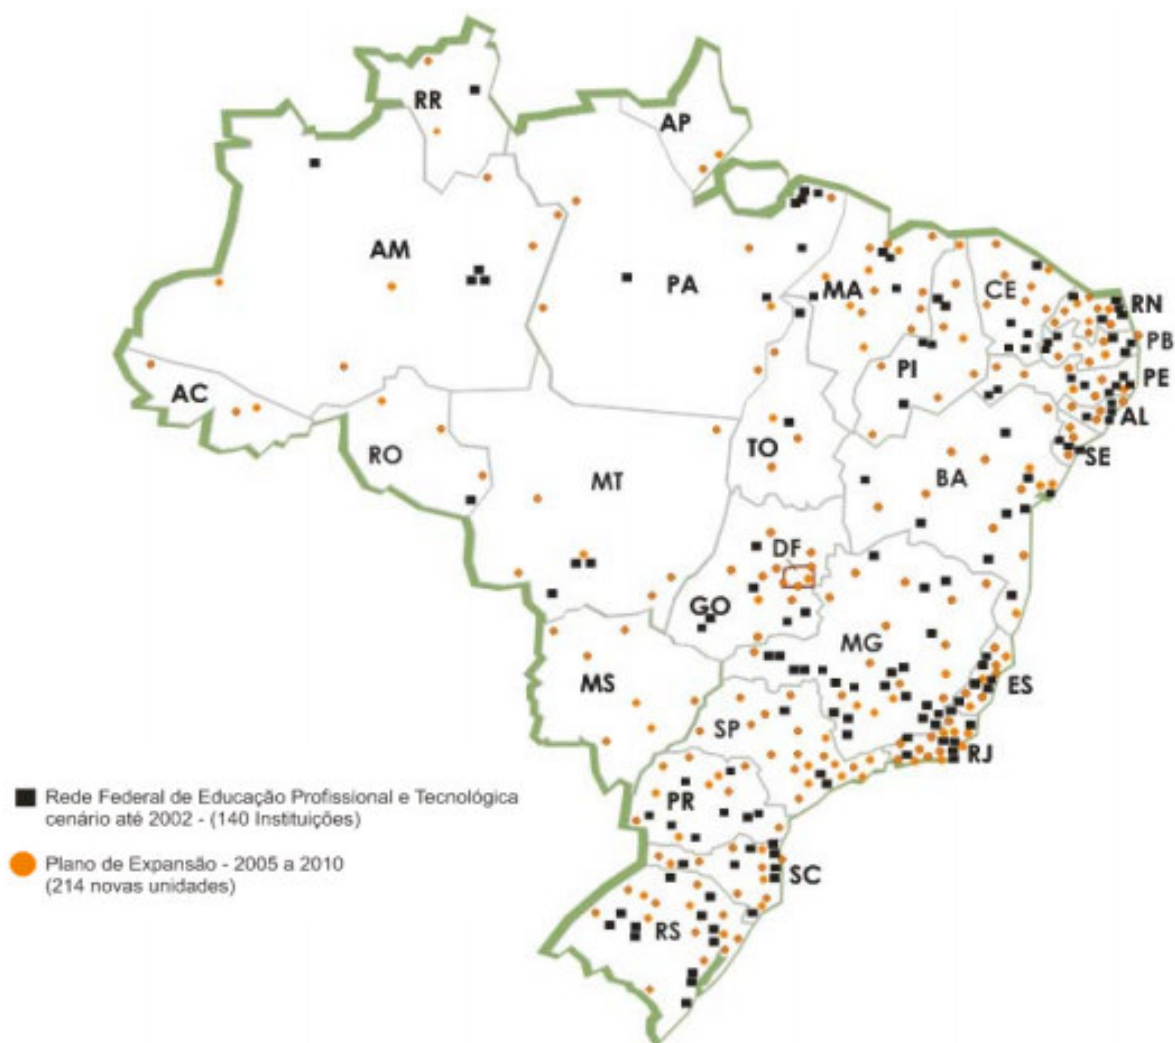 RR
AP
AM
PA
MA
CE
RN
PB
PE
AL
SE
PI
AC
RO
TO
MT
BA
DF
GO
MG
ES
MS
SP
RJ
PR
SC
RS
Rede Federal de Educação Profissional e Tecnológica
cenário até 2002 - (140 Instituições)
Plano de Expansão - 2005 a 2010
(214 novas unidades)